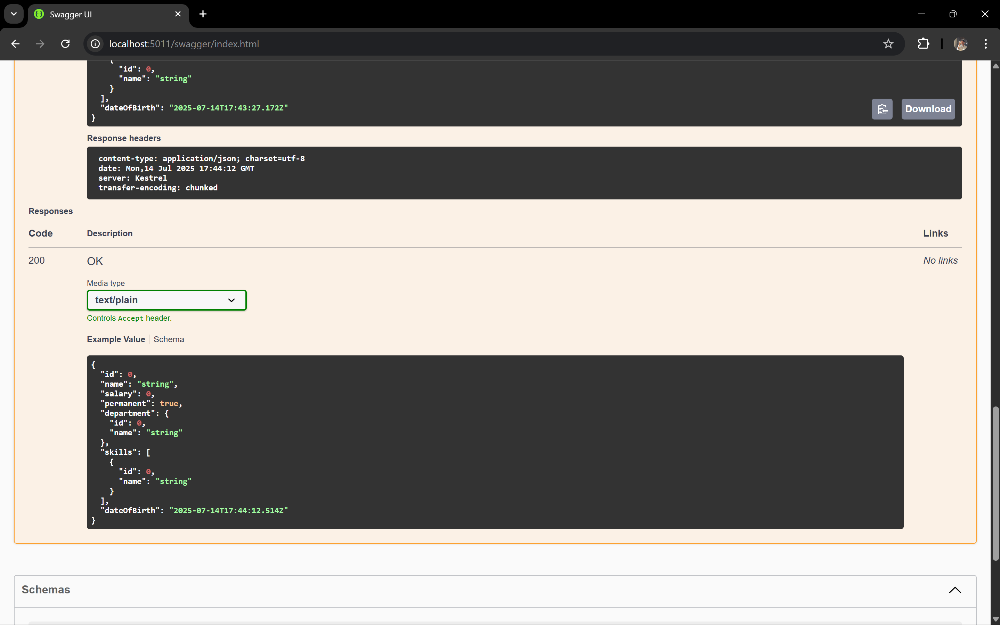 Swagger UI
localhost:5011/swagger/index.html
{
"id": 0,
"name": "string"
}
],
"dateOfBirth": "2025-07-14T17:43:27.172Z"
}
Download
Response headers
content-type: application/json; charset=utf-8
date: Mon,14 Jul 2025 17:44:12 GMT
server: Kestrel
transfer-encoding: chunked
Responses
Code Description Links
200 OK No links
Media type
text/plain
Controls Accept header.
Example Value Schema
{
"id": 0,
"name": "string",
"salary": 0,
"permanent": true,
"department": {
"id": 0,
"name": "string"
},
"skills": [
{
"id": 0,
"name": "string"
}
],
"dateOfBirth": "2025-07-14T17:44:12.514Z"
}
Schemas